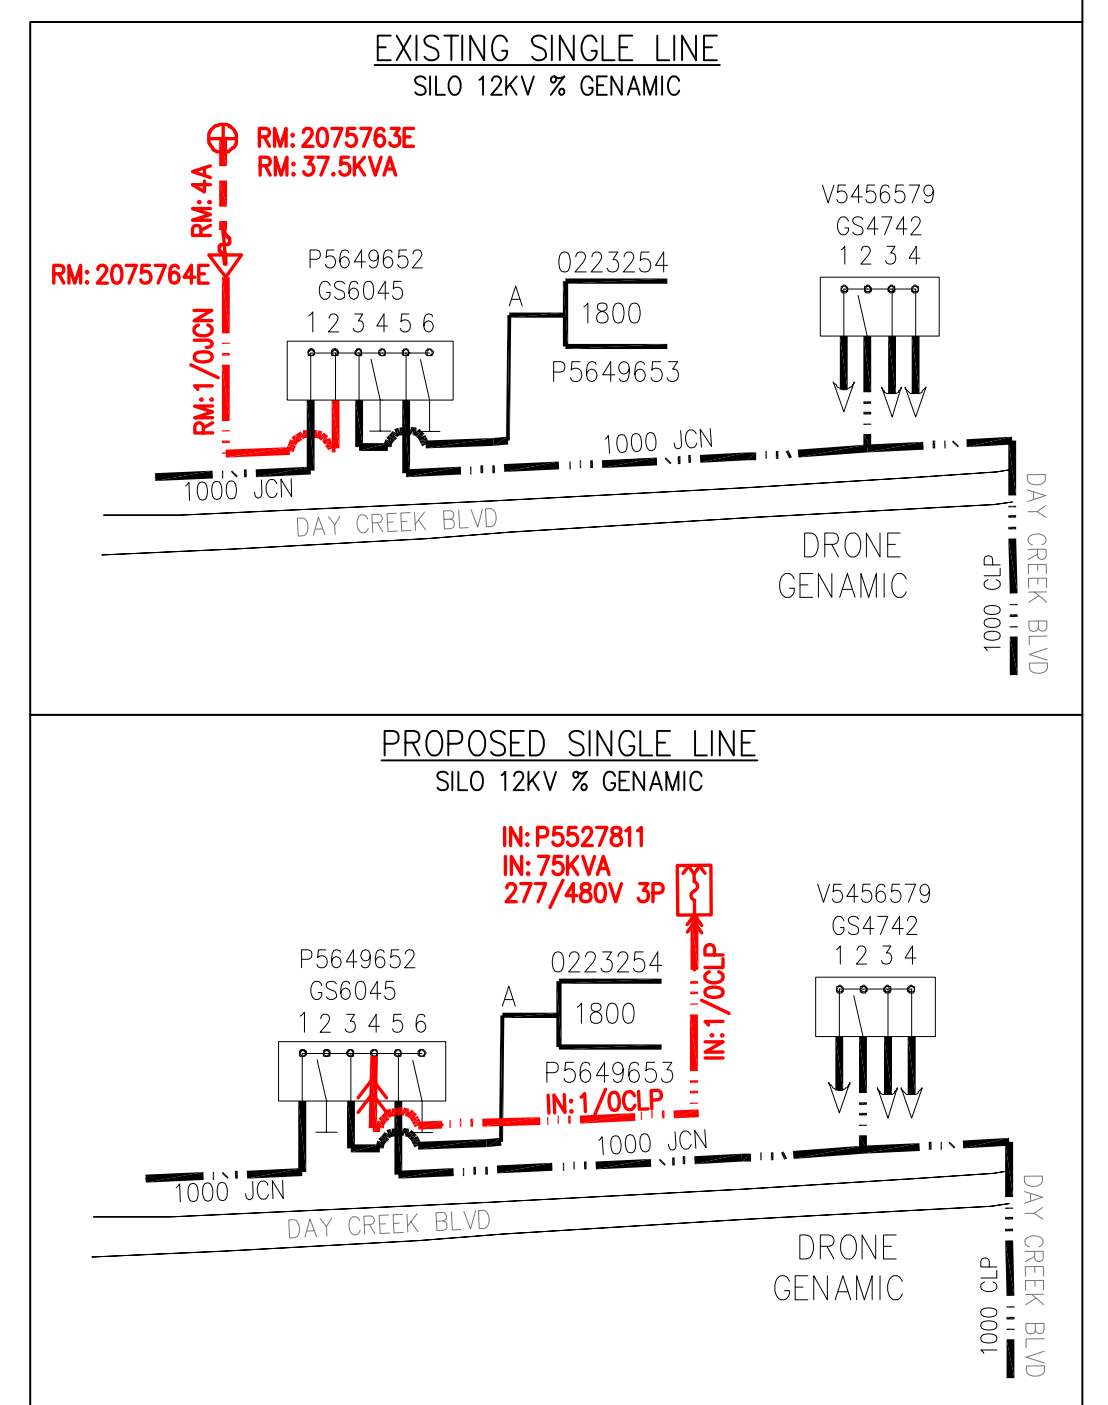 EXISTING SINGLE LINE
SILO 12KV % GENAMIC
RM: 2075763E
RM: 37.5KVA
RM: 4A
RM: 2075764E
RM: 1/0JCN
P5649652
GS6045
1 2 3 4 5 6
A
0223254
1800
P5649653
V5456579
GS4742
1 2 3 4
1000 JCN
1000 JCN
DAY CREEK BLVD
DRONE
GENAMIC
1000 CLP
DAY CREEK BLVD
PROPOSED SINGLE LINE
SILO 12KV % GENAMIC
IN: P5527811
IN: 75KVA
277/480V 3P
P5649652
GS6045
1 2 3 4 5 6
A
0223254
1800
P5649653
IN: 1/0CLP
IN: 1/0CLP
V5456579
GS4742
1 2 3 4
1000 JCN
1000 JCN
DAY CREEK BLVD
DRONE
GENAMIC
1000 CLP
DAY CREEK BLVD